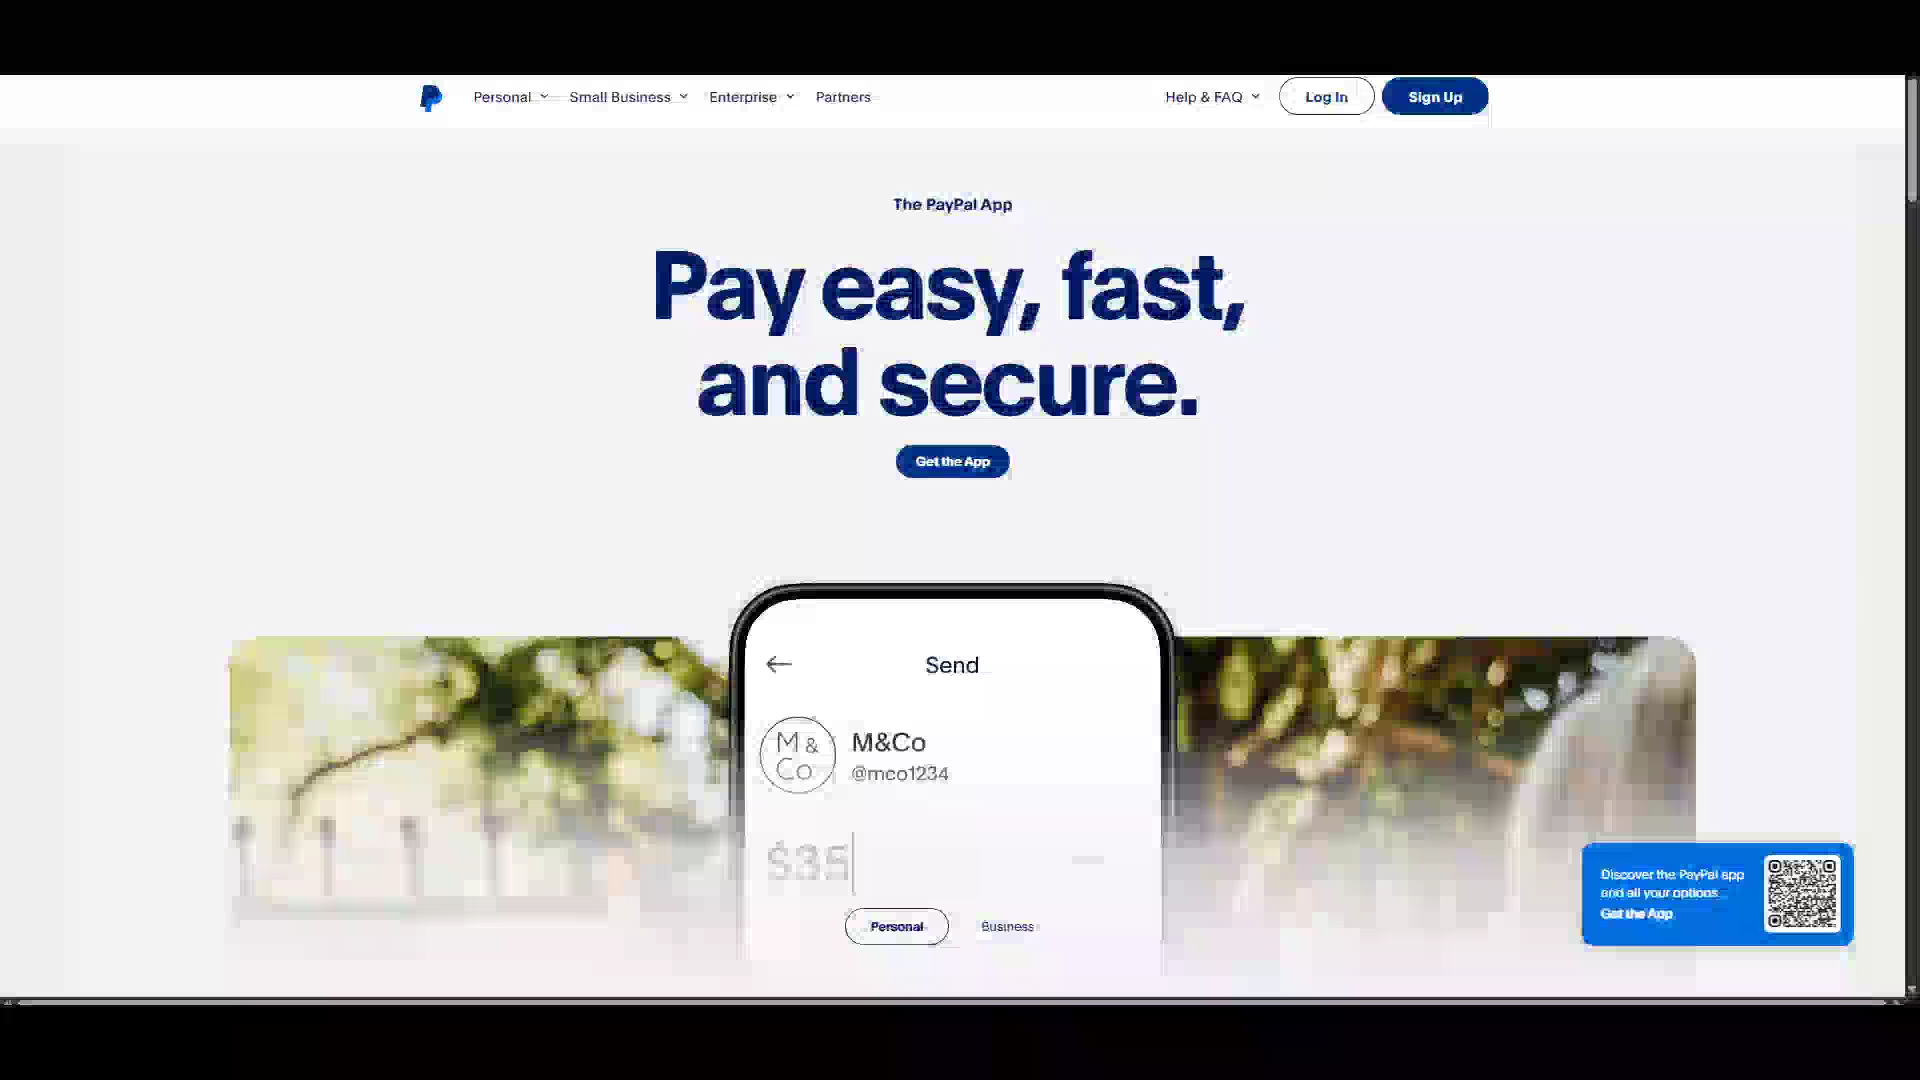 Personal
Small Business
Enterprise
Partners
Help & FAQ
Log In
Sign Up
The PayPal App
Pay easy, fast,
and secure.
Get the App
Send
M &
Co
M&Co
@mco1234
$35
Personal
Business
Discover the PayPal app
and all your options
Get the App